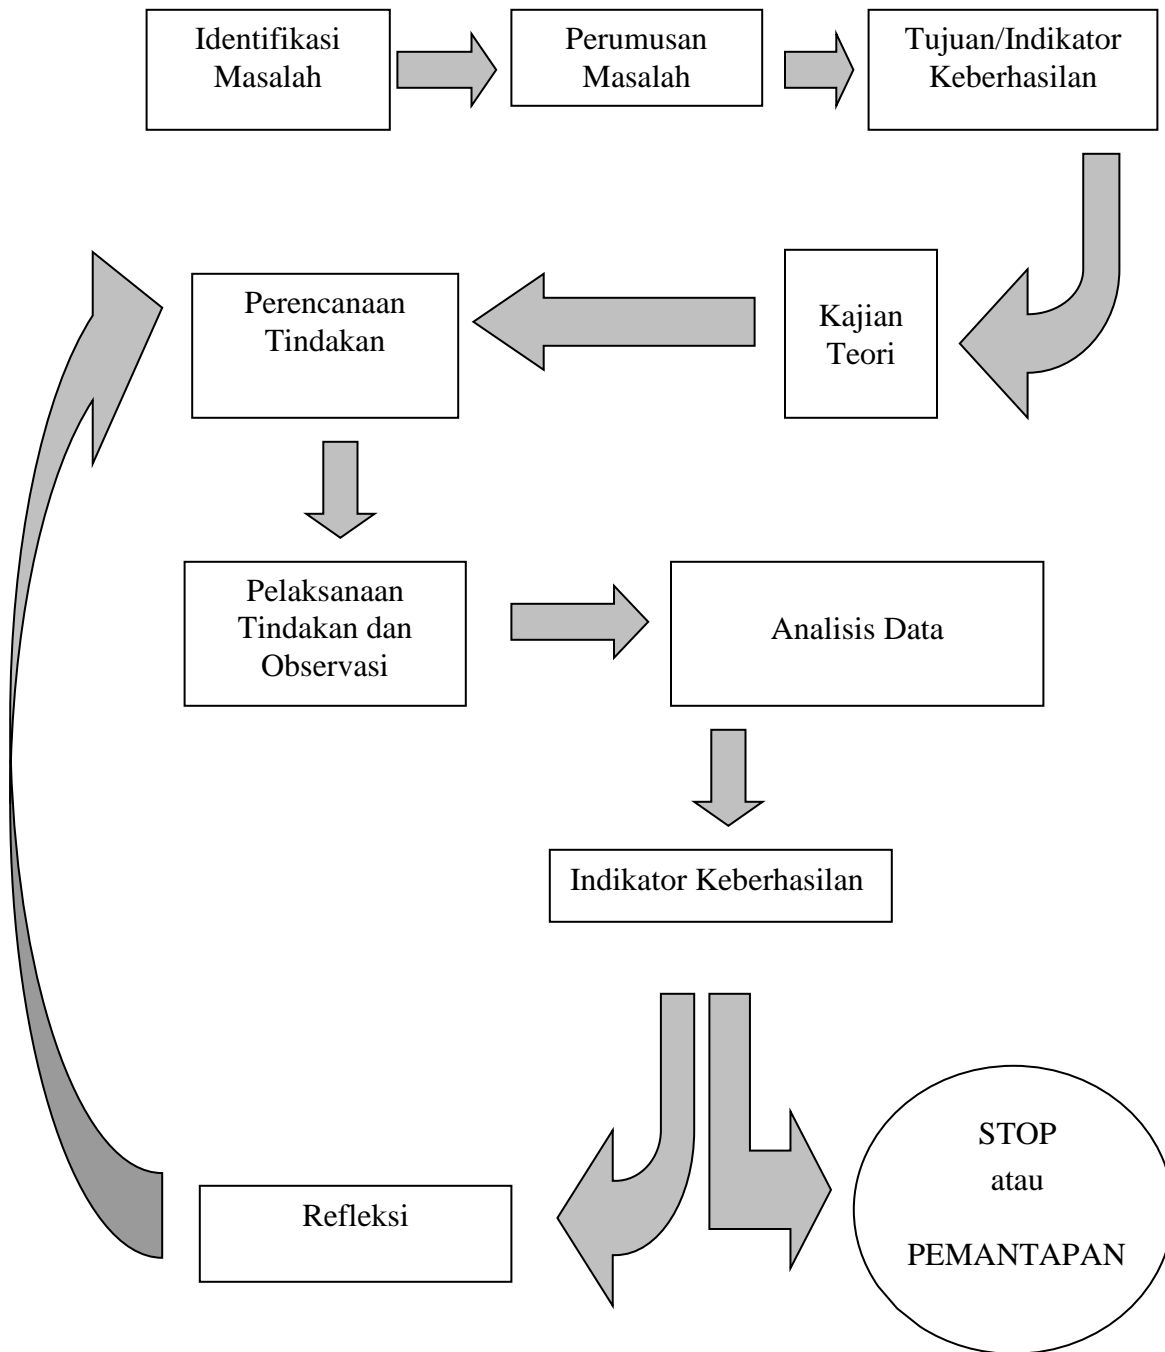 Identifikasi
Masalah
Perumusan
Masalah
Tujuan/Indikator
Keberhasilan
Kajian
Teori
Perencanaan
Tindakan
Pelaksanaan
Tindakan dan
Observasi
Analisis Data
Indikator Keberhasilan
Refleksi
STOP
atau
PEMANTAPAN